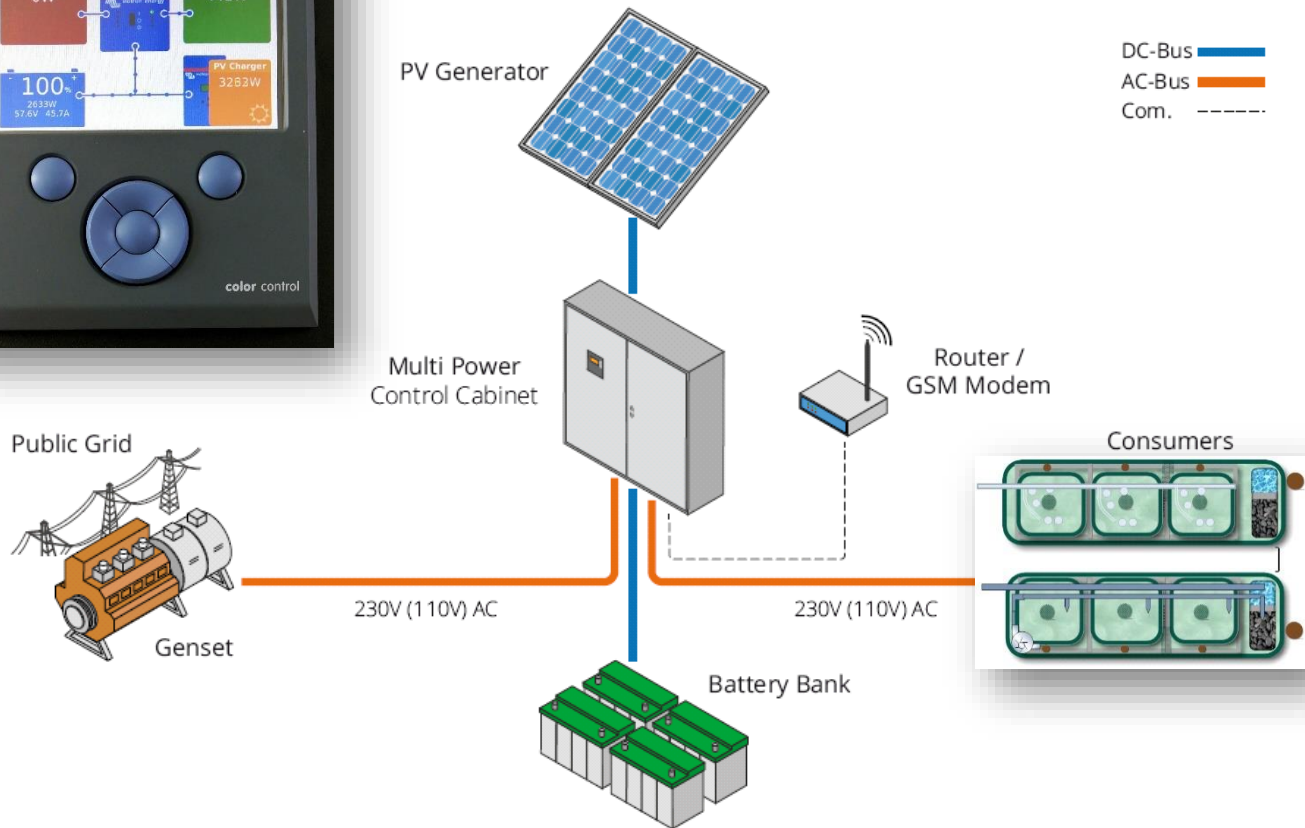 PV Charger
100%
3283W
2633W
57.6V 45.7A
color control
PV Generator
DC-Bus
AC-Bus
Com.
Multi Power
Control Cabinet
Router /
GSM Modem
Public Grid
Consumers
230V (110V) AC
230V (110V) AC
Genset
Battery Bank